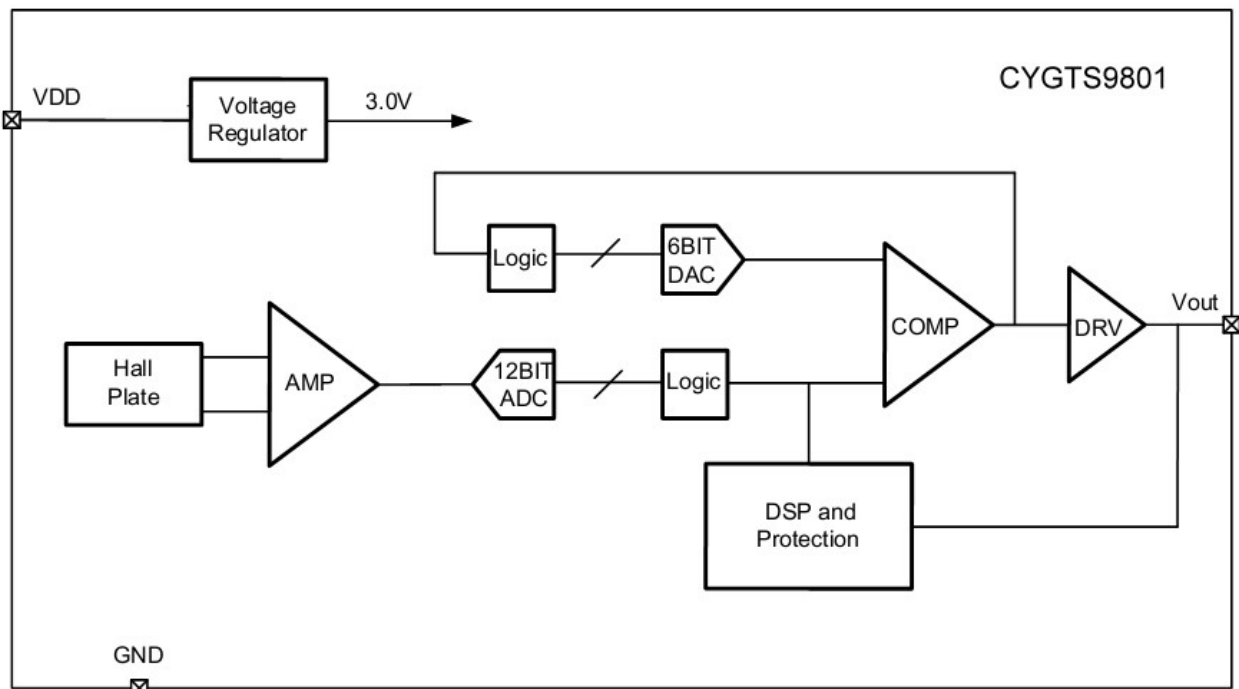 CYGTS9801
VDD
Voltage
Regulator
3.0V
Logic
6BIT
DAC
COMP
DRV
Vout
Hall
Plate
AMP
12BIT
ADC
Logic
DSP and
Protection
GND